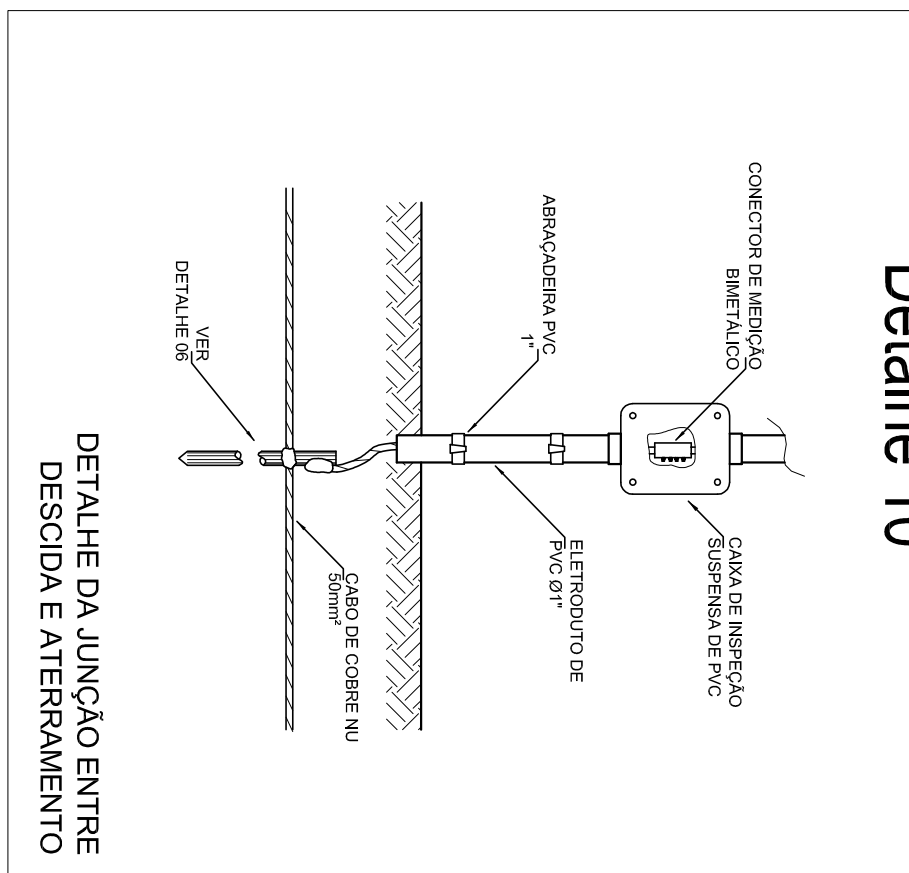 Detalhe 10
CONECTOR DE MEDIÇÃO
BIMETÁLICO
ABRAÇADEIRA PVC
1"
VER
DETALHE 06
CAIXA DE INSPEÇÃO
SUSPENSA DE PVC
ELETRODUTO DE
PVC Ø1"
CABO DE COBRE NU
50mm²
DETALHE DA JUNÇÃO ENTRE
DESCIDA E ATERRAMENTO